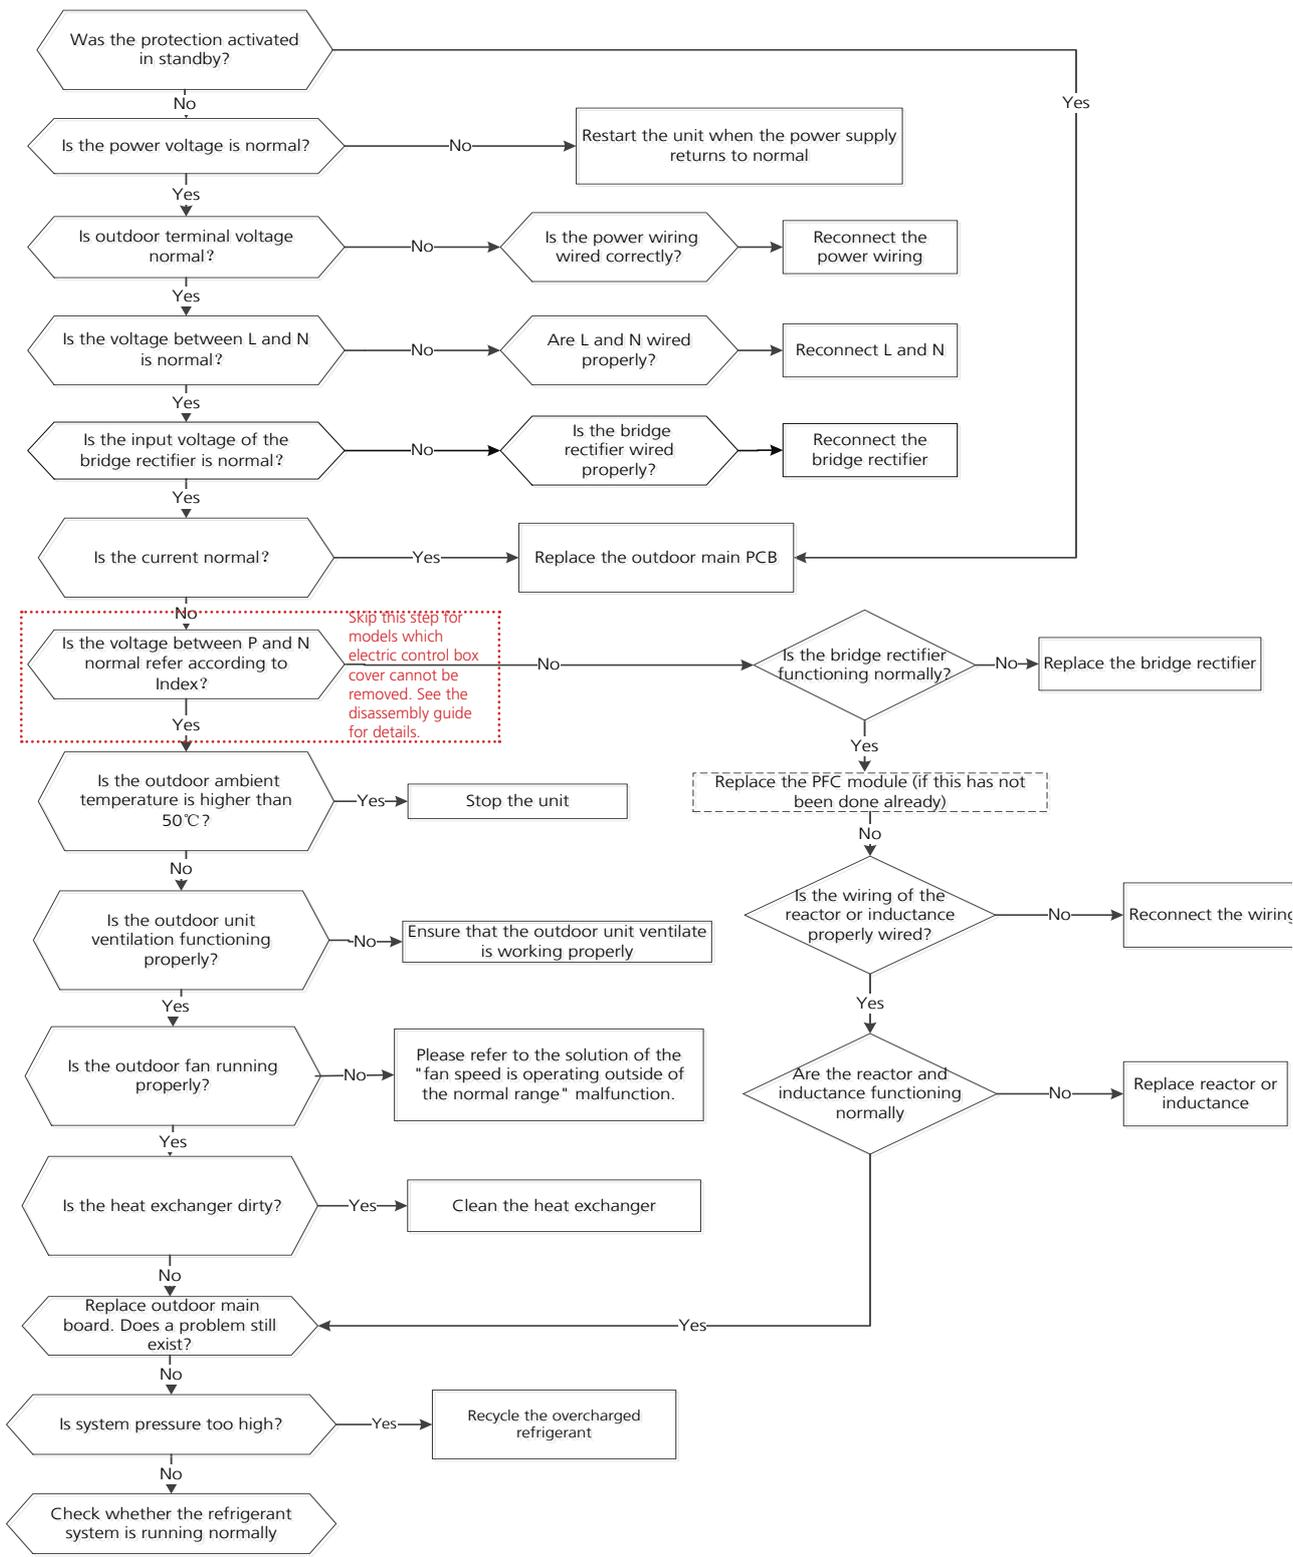 Was the protection activated
in standby?
Yes
No
Is the power voltage is normal?
No
Restart the unit when the power supply
returns to normal
Yes
Is outdoor terminal voltage
normal?
No
Is the power wiring
wired correctly?
Reconnect the
power wiring
Yes
Is the voltage between L and N
is normal?
No
Are L and N wired
properly?
Reconnect L and N
Yes
Is the input voltage of the
bridge rectifier is normal?
No
Is the bridge
rectifier wired
properly?
Reconnect the
bridge rectifier
Yes
Is the current normal?
Yes
Replace the outdoor main PCB
No
Skip this step for
models which
electric control box
cover cannot be
removed. See the
disassembly guide
for details.
Is the voltage between P and N
normal refer according to
Index?
No
Is the bridge rectifier
functioning normally?
No
Replace the bridge rectifier
Yes
Yes
Replace the PFC module (if this has not
been done already)
Is the outdoor ambient
temperature is higher than
50℃?
Yes
Stop the unit
No
No
Is the wiring of the
reactor or inductance
properly wired?
No
Reconnect the wiring
Is the outdoor unit
ventilation functioning
properly?
No
Ensure that the outdoor unit ventilate
is working properly
Yes
Yes
Is the outdoor fan running
properly?
No
Please refer to the solution of the
"fan speed is operating outside of
the normal range" malfunction.
Are the reactor and
inductance functioning
normally
No
Replace reactor or
inductance
Yes
Is the heat exchanger dirty?
Yes
Clean the heat exchanger
No
Replace outdoor main
board. Does a problem still
exist?
Yes
No
Is system pressure too high?
Yes
Recycle the overcharged
refrigerant
No
Check whether the refrigerant
system is running normally